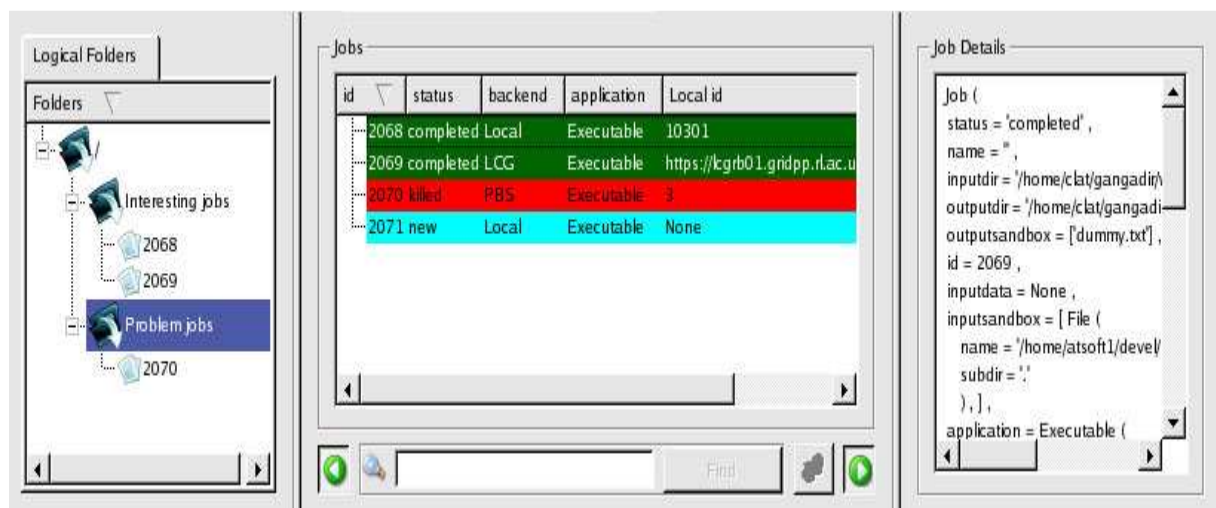 Logical Folders
Folders
/
Interesting jobs
2068
2069
Problem jobs
2070
Jobs
id status backend application Local id
2068 completed Local Executable 10301
2069 completed LCG Executable https://lcgrb01.gridpp.rl.ac.u
2070 killed PBS Executable 3
2071 new Local Executable None
Find
Job Details
Job (
status = 'completed' ,
name = '' ,
inputdir = '/home/clat/gangadir/
outputdir = '/home/clat/gangadi
outputsandbox = ['dummy.txt'] ,
id = 2069 ,
inputdata = None ,
inputsandbox = [ File (
name = '/home/atsoft1/devel/
subdir = '.'
) , ] ,
application = Executable (